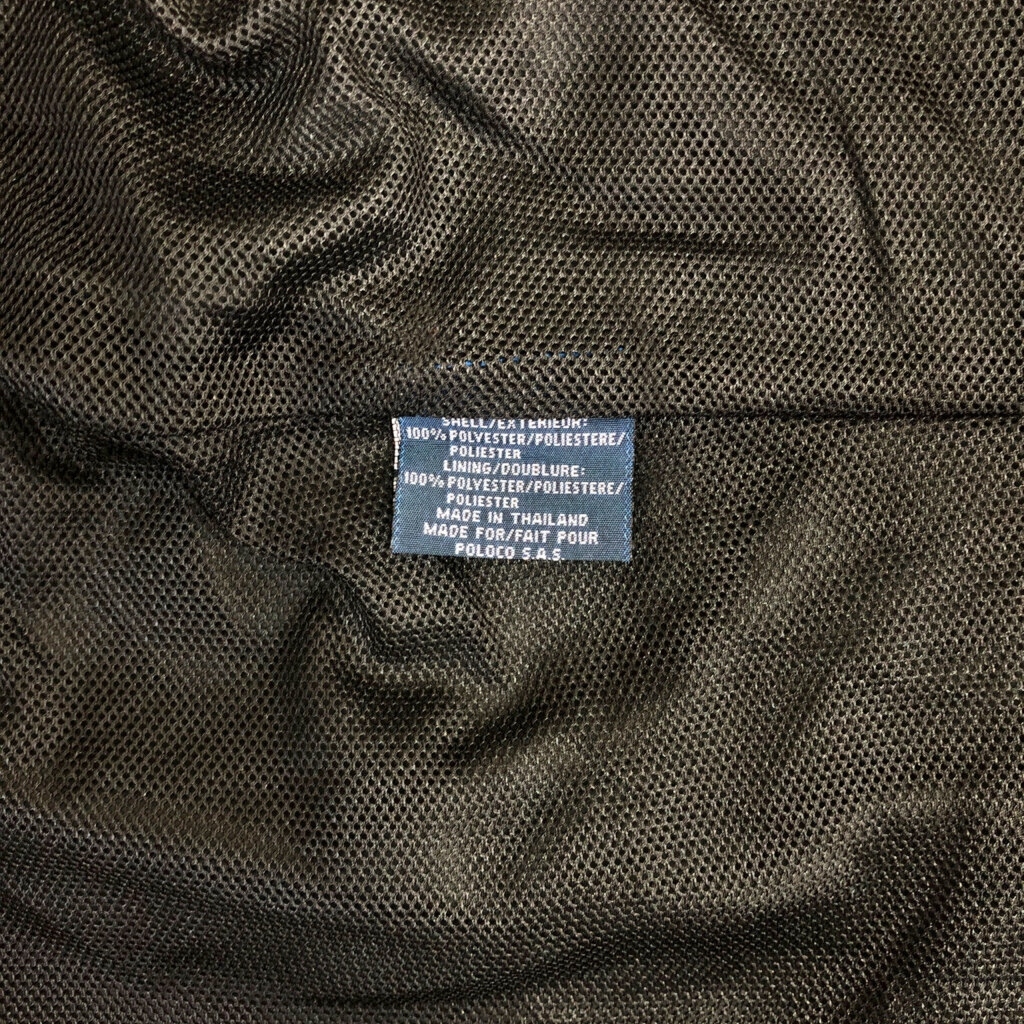 SHELL/EXTERIEUR:
100% POLYESTER/POLIESTERE/
POLIESTER
LINING/DOUBLURE:
100% POLYESTER/POLIESTERE/
POLIESTER
MADE IN THAILAND
MADE FOR/FAIT POUR
POLOCO S.A.S.